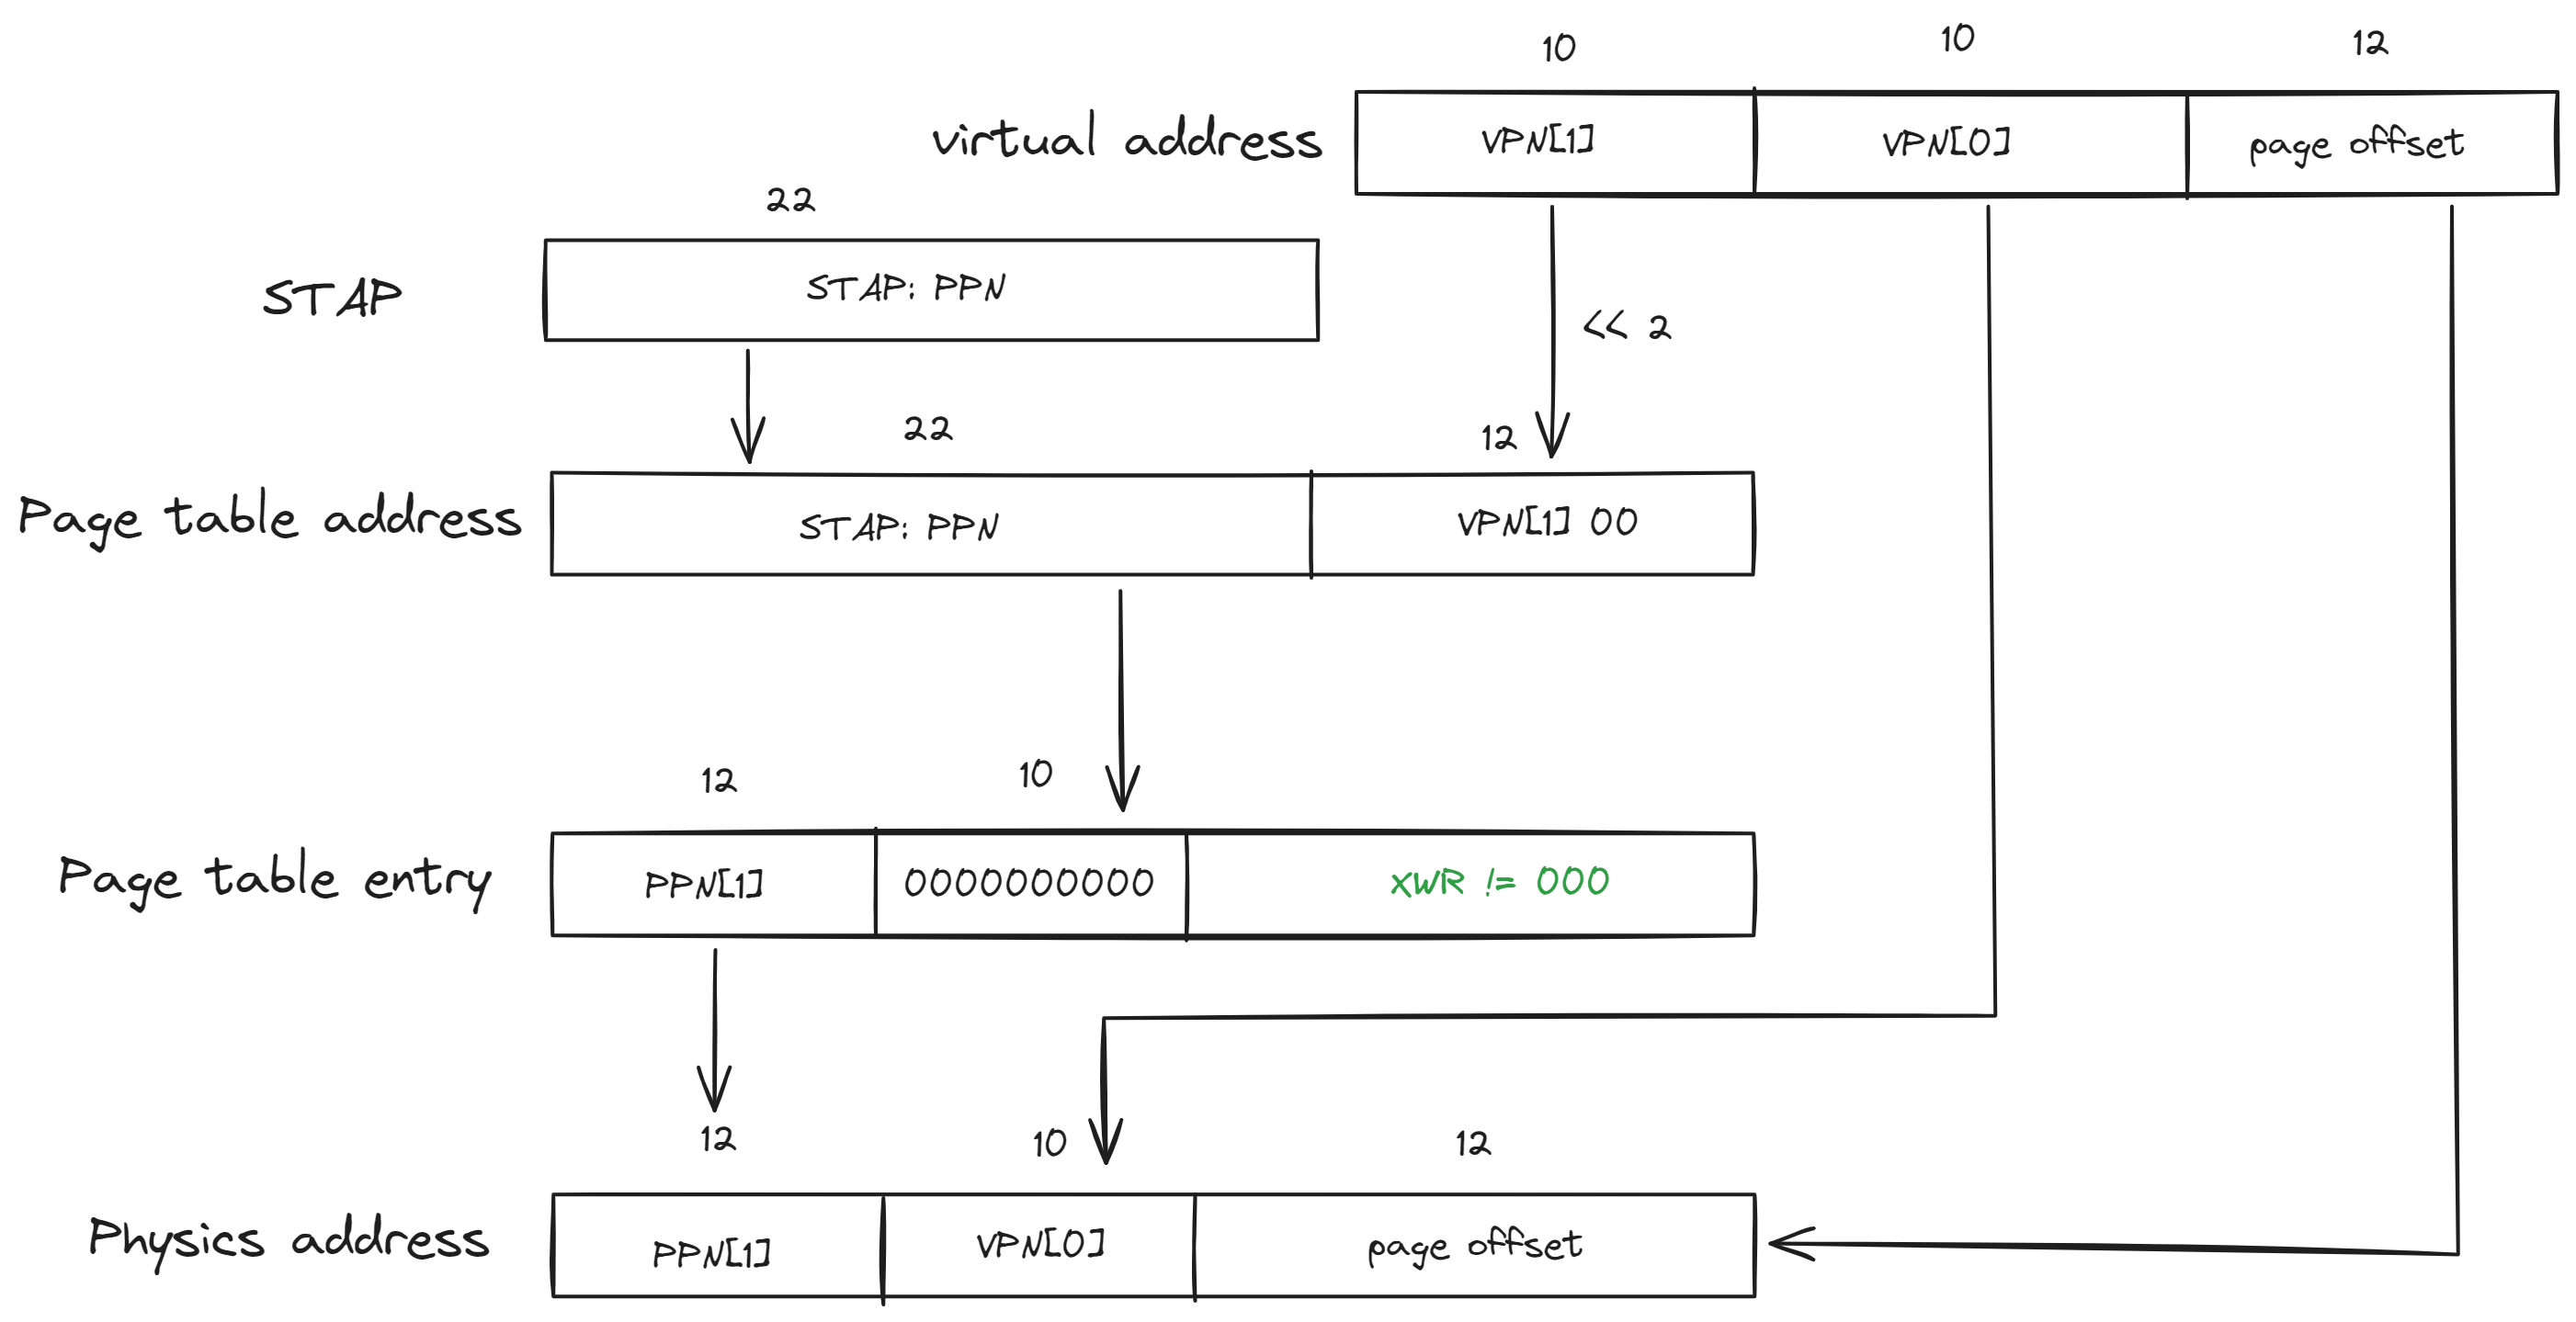 10 10 12
virtual address VPN[1] VPN[0] page offset
22
STAP STAP: PPN
<< 2
22 12
Page table address STAP: PPN VPN[1] 00
12 10
Page table entry PPN[1] 0000000000 XWR != 000
12 10 12
Physics address PPN[1] VPN[0] page offset